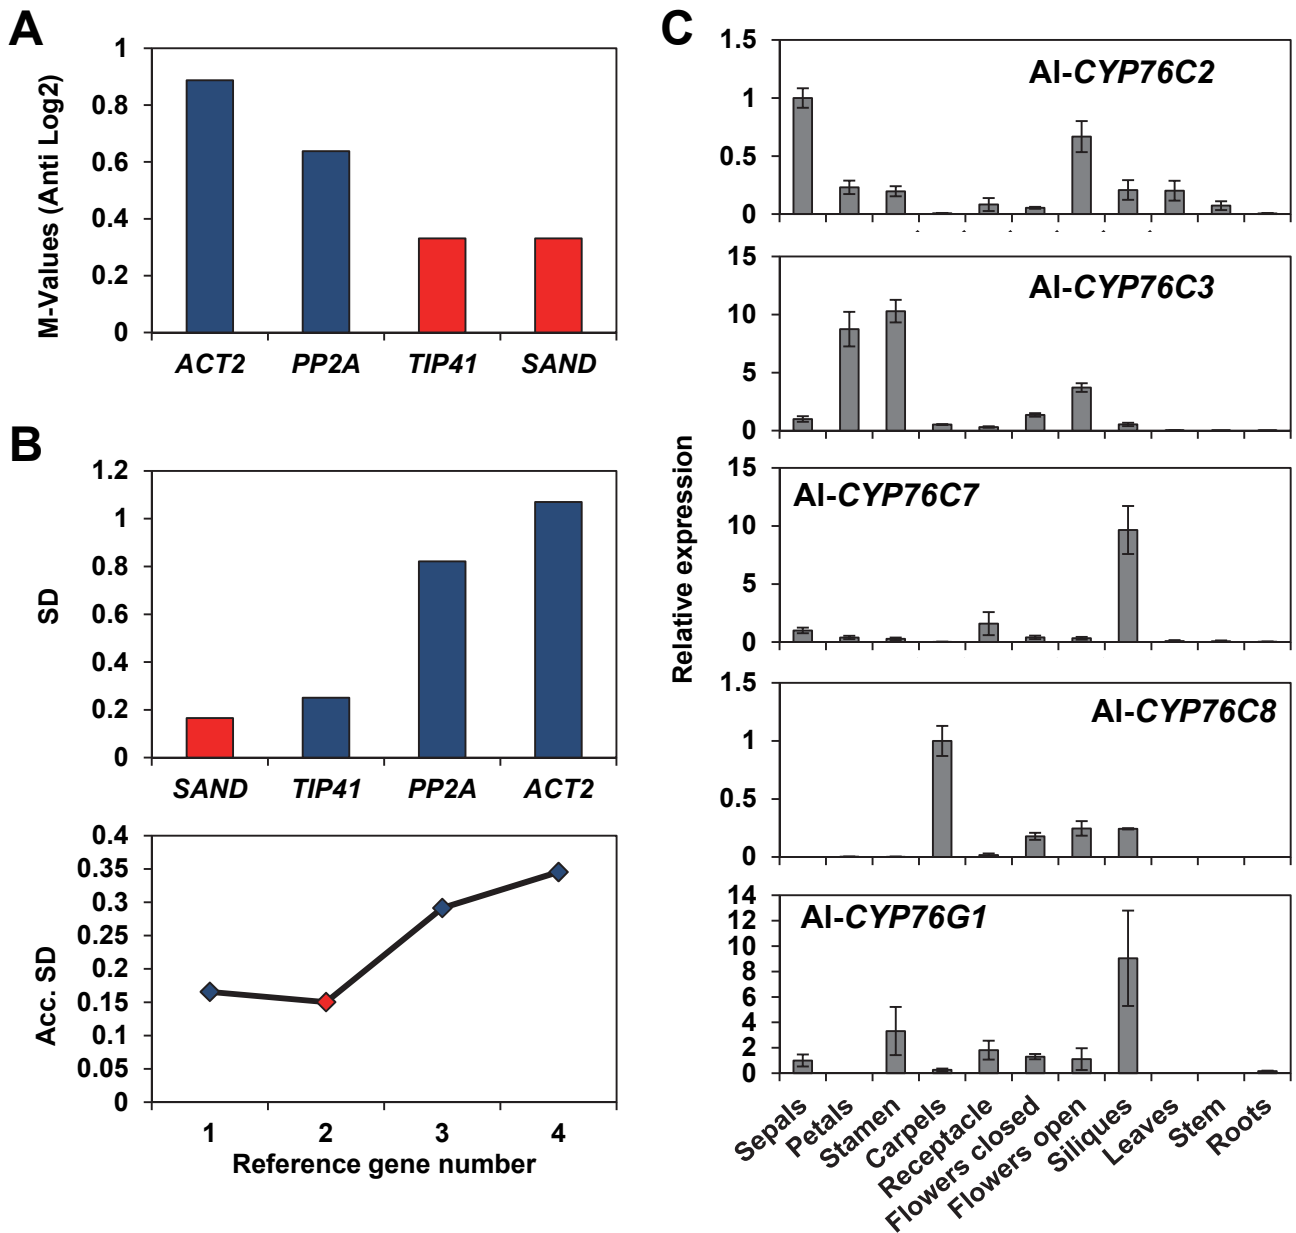 A
M-Values (Anti Log2)
1
0.8
0.6
0.4
0.2
0
ACT2 PP2A TIP41 SAND
B
SD
1.2
1
0.8
0.6
0.4
0.2
0
SAND TIP41 PP2A ACT2
Acc. SD
0.4
0.35
0.3
0.25
0.2
0.15
0.1
0.05
0
1 2 3 4
Reference gene number
C
Relative expression
Al-CYP76C2
1.5
1
0.5
0
Al-CYP76C3
15
10
5
0
Al-CYP76C7
15
10
5
0
Al-CYP76C8
1.5
1
0.5
0
Al-CYP76G1
14
12
10
8
6
4
2
0
Sepals
Petals
Stamen
Carpels
Receptacle
Flowers closed
Flowers open
Siliques
Leaves
Stem
Roots